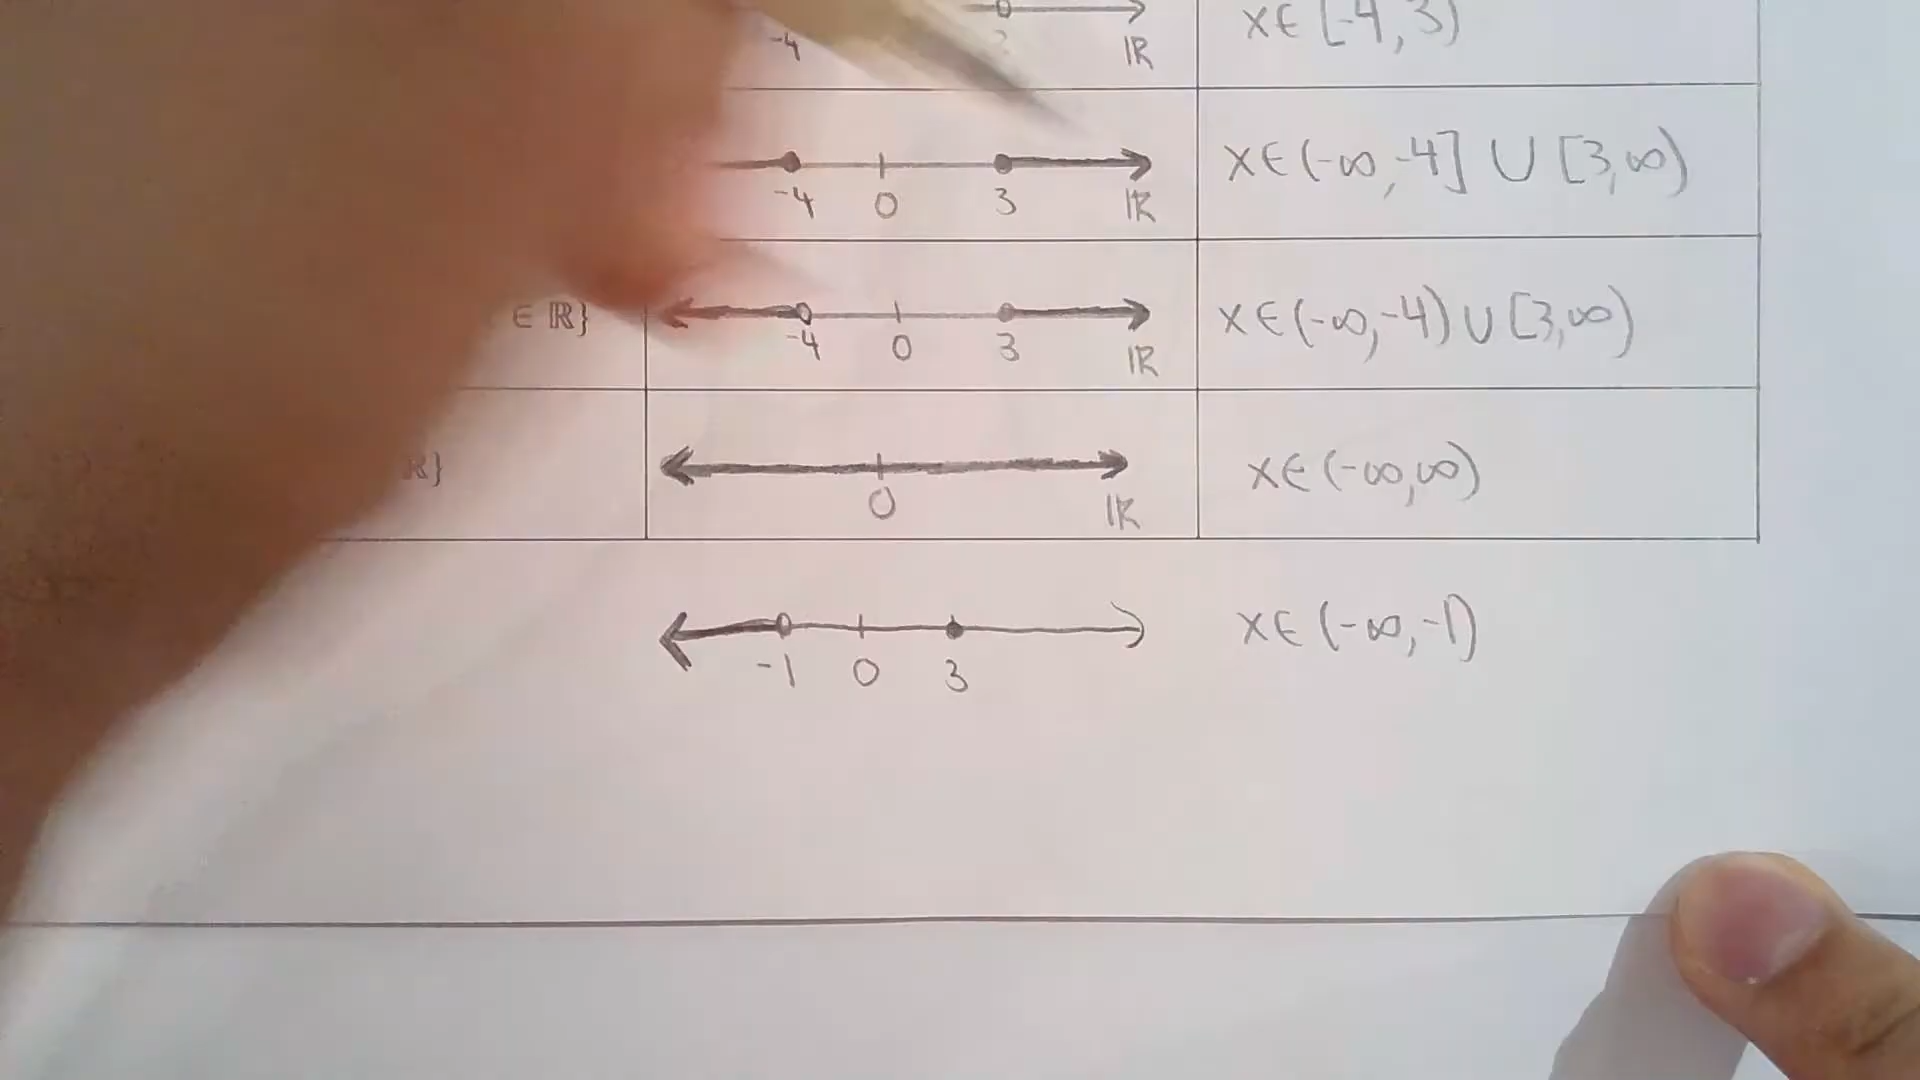 -4 ℝ x∈[-4,3)
-4 0 3 ℝ x∈(-∞,-4] ∪ [3,∞)
∈ ℝ} -4 0 3 ℝ x∈(-∞,-4) ∪ [3,∞)
ℝ} 0 ℝ x∈(-∞,∞)
-1 0 3 x∈(-∞,-1)